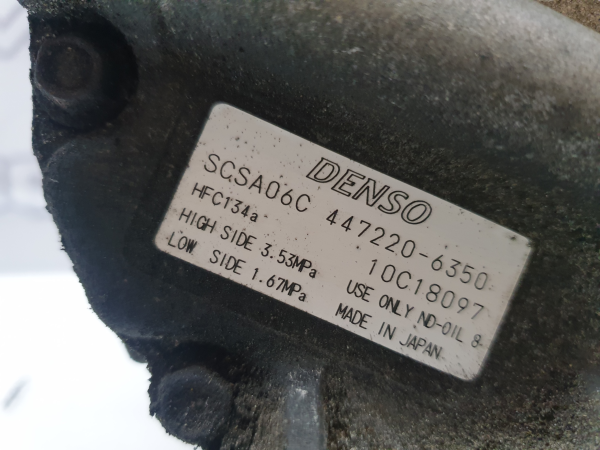 DENSO
SCSA06C 447220-6350
HFC134a 10C18097
HIGH SIDE 3.53MPa USE ONLY ND-OIL 8
LOW SIDE 1.67MPa MADE IN JAPAN